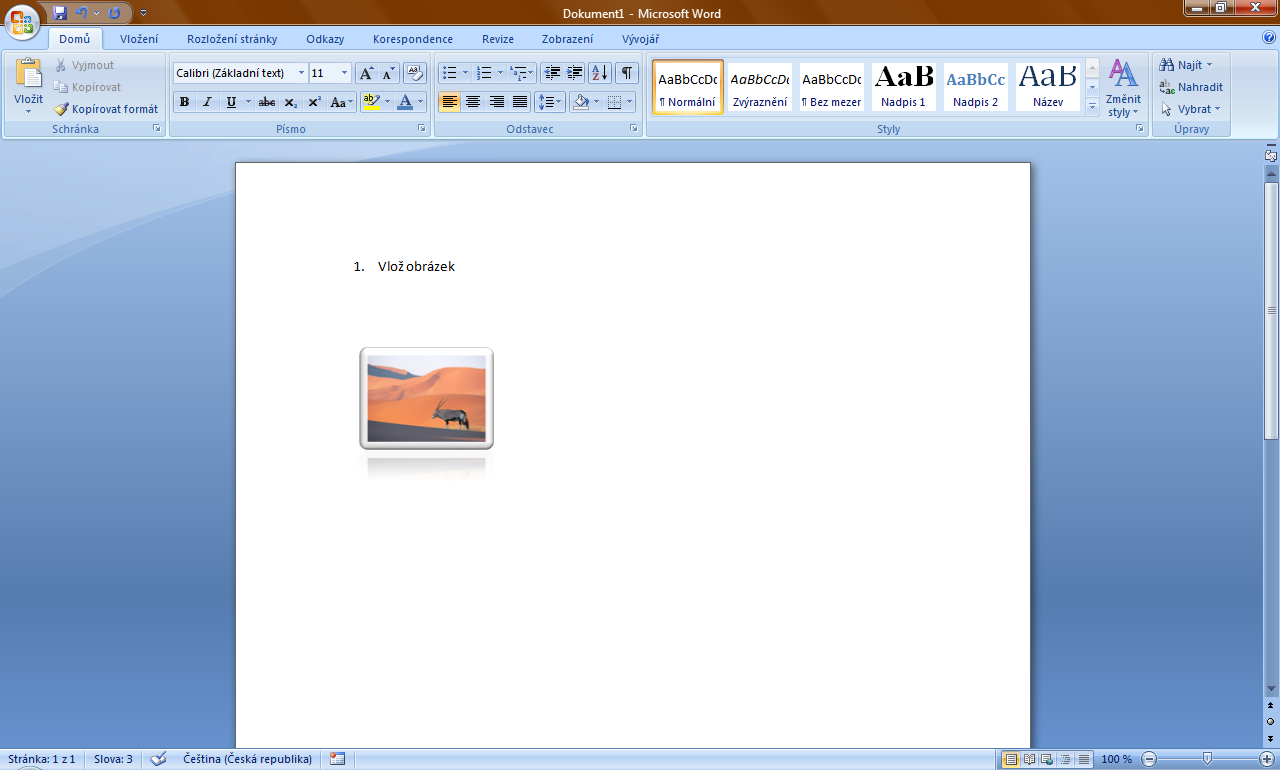 Dokument1 - Microsoft Word
Domů Vložení Rozložení stránky Odkazy Korespondence Revize Zobrazení Vývojář
Vložit
Vyjmout
Kopírovat
Kopírovat formát
Schránka
Calibri (Základní text) 11
Písmo
Odstavec
AaBbCcDc AaBbCcDc AaBbCcDc AaB AaBbCc AaB
¶ Normální Zvýraznění ¶ Bez mezer Nadpis 1 Nadpis 2 Název
Změnit styly
Styly
Najít
Nahradit
Vybrat
Úpravy
1. Vlož obrázek
Stránka: 1 z 1 Slova: 3 Čeština (Česká republika) 100 %